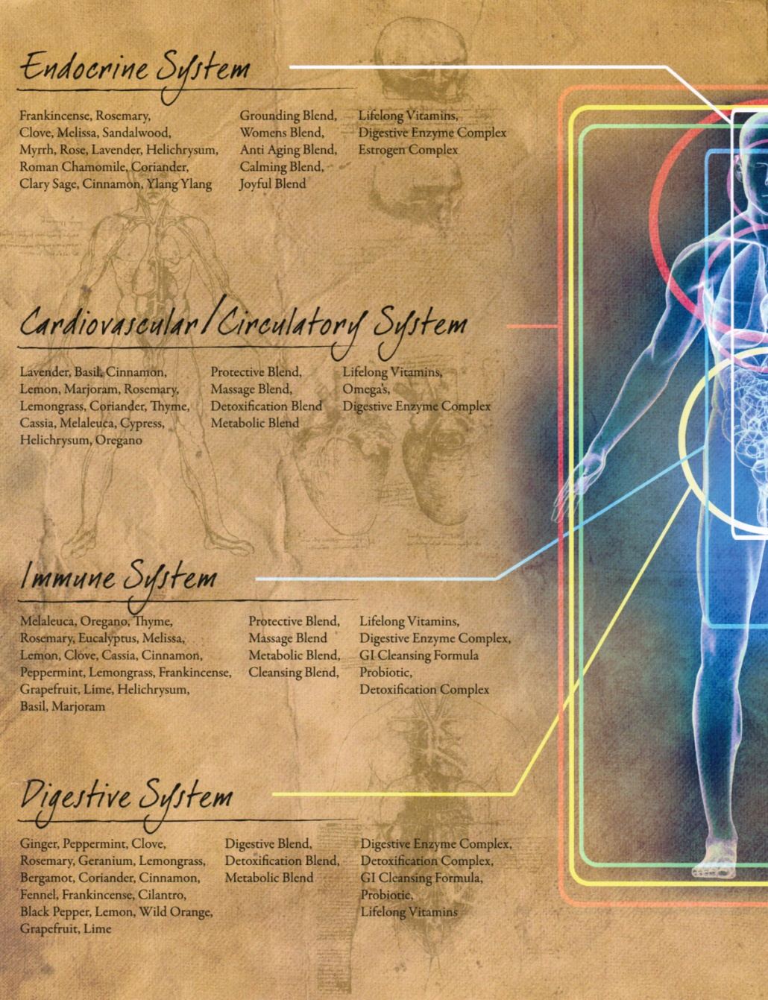 Endocrine System
Frankincense, Rosemary,
Clove, Melissa, Sandalwood,
Myrrh, Rose, Lavender, Helichrysum,
Roman Chamomile, Coriander,
Clary Sage, Cinnamon, Ylang Ylang
Grounding Blend,
Womens Blend,
Anti Aging Blend,
Calming Blend,
Joyful Blend
Lifelong Vitamins,
Digestive Enzyme Complex
Estrogen Complex
Cardiovascular/Circulatory System
Lavender, Basil, Cinnamon,
Lemon, Marjoram, Rosemary,
Lemongrass, Coriander, Thyme,
Cassia, Melaleuca, Cypress,
Helichrysum, Oregano
Protective Blend,
Massage Blend,
Detoxification Blend
Metabolic Blend
Lifelong Vitamins,
Omega's,
Digestive Enzyme Complex
Immune System
Melaleuca, Oregano, Thyme,
Rosemary, Eucalyptus, Melissa,
Lemon, Clove, Cassia, Cinnamon,
Peppermint, Lemongrass, Frankincense,
Grapefruit, Lime, Helichrysum,
Basil, Marjoram
Protective Blend,
Massage Blend
Metabolic Blend,
Cleansing Blend,
Lifelong Vitamins,
Digestive Enzyme Complex,
GI Cleansing Formula
Probiotic,
Detoxification Complex
Digestive System
Ginger, Peppermint, Clove,
Rosemary, Geranium, Lemongrass,
Bergamot, Coriander, Cinnamon,
Fennel, Frankincense, Cilantro,
Black Pepper, Lemon, Wild Orange,
Grapefruit, Lime
Digestive Blend,
Detoxification Blend,
Metabolic Blend
Digestive Enzyme Complex,
Detoxification Complex,
GI Cleansing Formula,
Probiotic,
Lifelong Vitamins